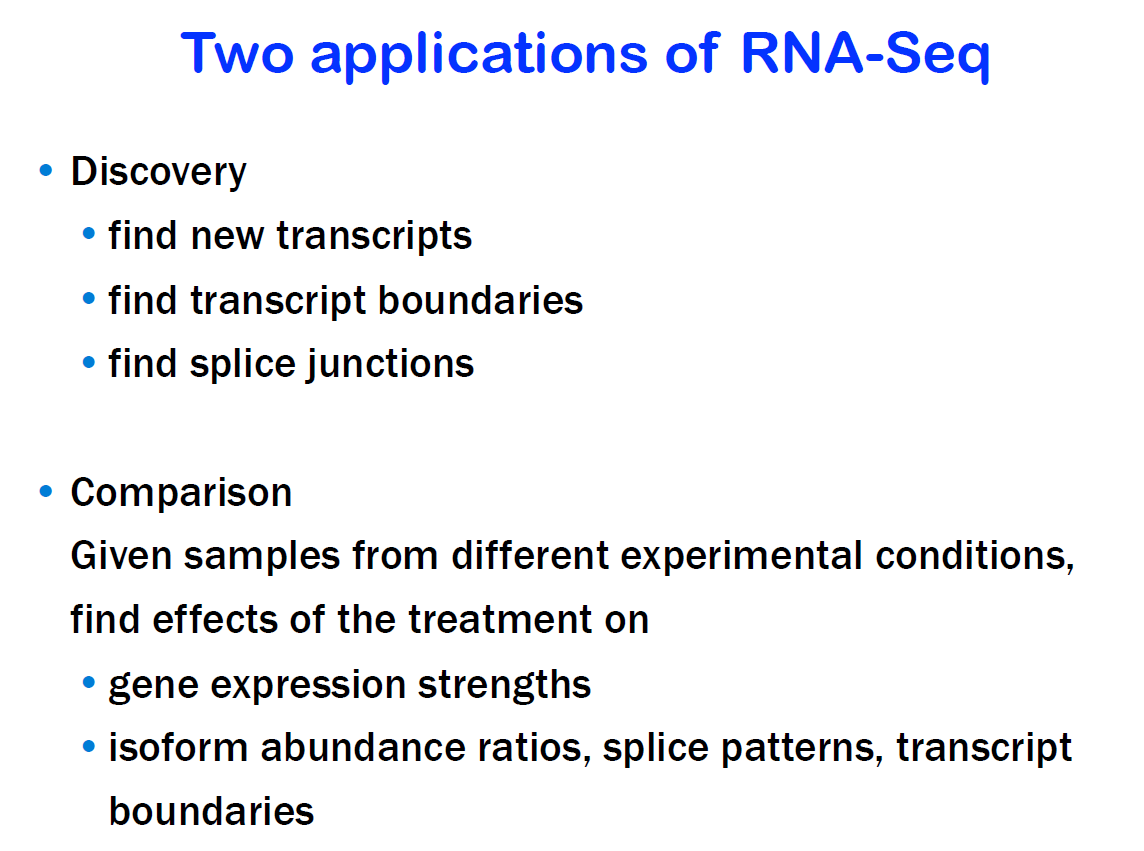 Two applications of RNA-Seq
• Discovery
• find new transcripts
• find transcript boundaries
• find splice junctions
• Comparison
Given samples from different experimental conditions,
find effects of the treatment on
• gene expression strengths
• isoform abundance ratios, splice patterns, transcript
boundaries